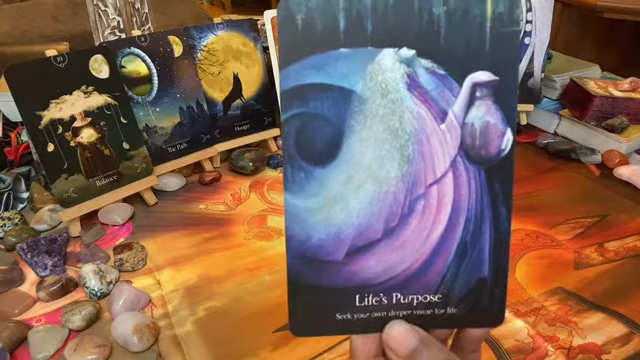 Balance
The Path
Hunger
Life's Purpose
Seek your own deeper vision for life